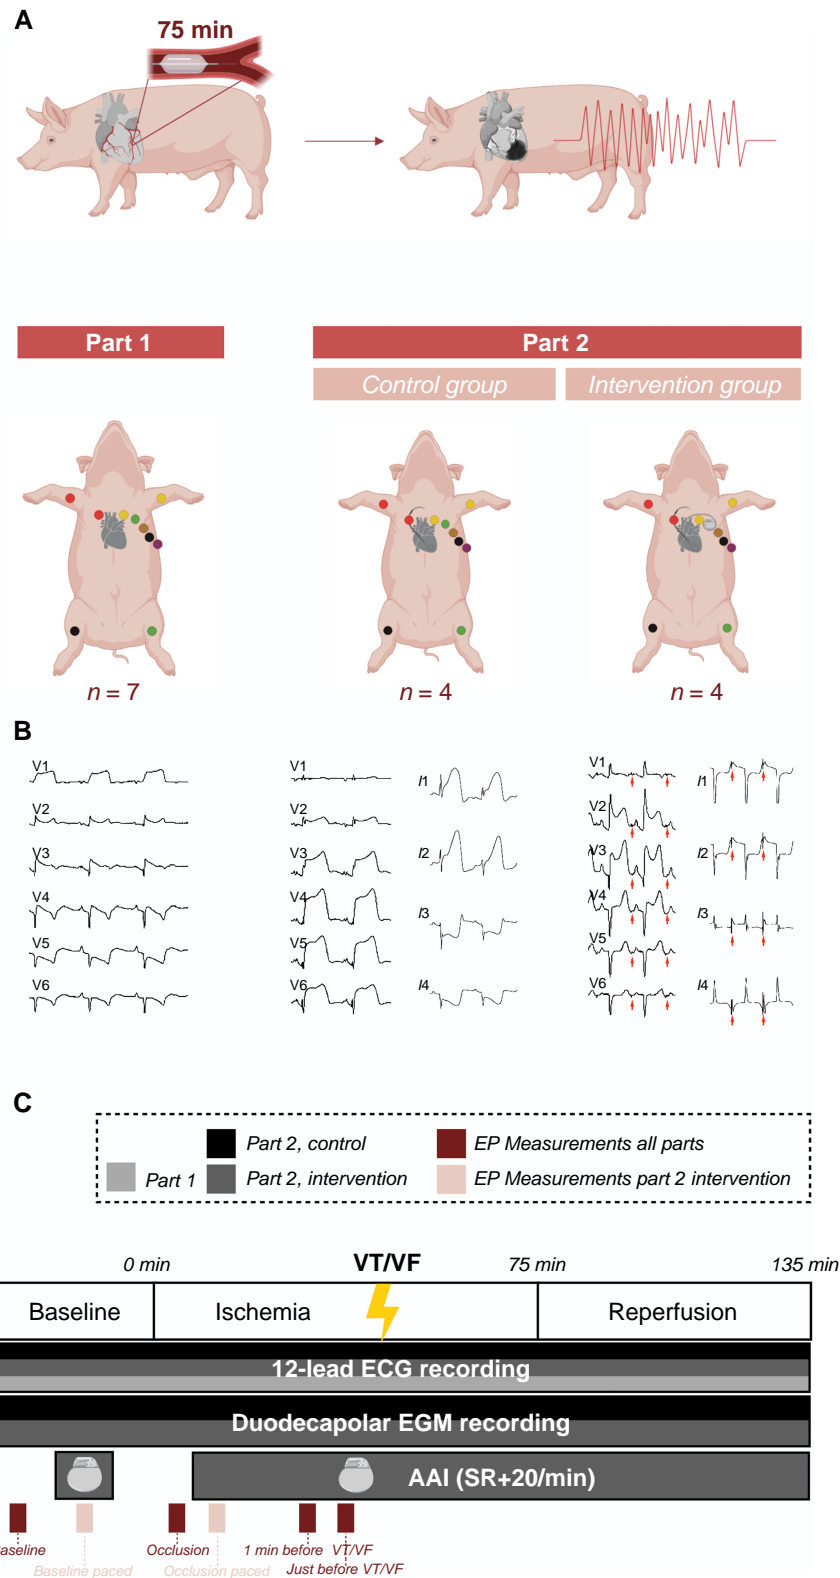 A
75 min
Part 1
Part 2
Control group
Intervention group
n = 7
n = 4
n = 4
B
V1
V2
V3
V4
V5
V6
V1
V2
V3
V4
V5
V6
I1
I2
I3
I4
V1
V2
V3
V4
V5
V6
I1
I2
I3
I4
C
Part 1
Part 2, control
Part 2, intervention
EP Measurements all parts
EP Measurements part 2 intervention
0 min
VT/VF
75 min
135 min
Baseline
Ischemia
Reperfusion
12-lead ECG recording
Duodecapolar EGM recording
AAI (SR+20/min)
aseline
Occlusion
1 min before VT/VF
Baseline paced
Occlusion paced
Just before VT/VF